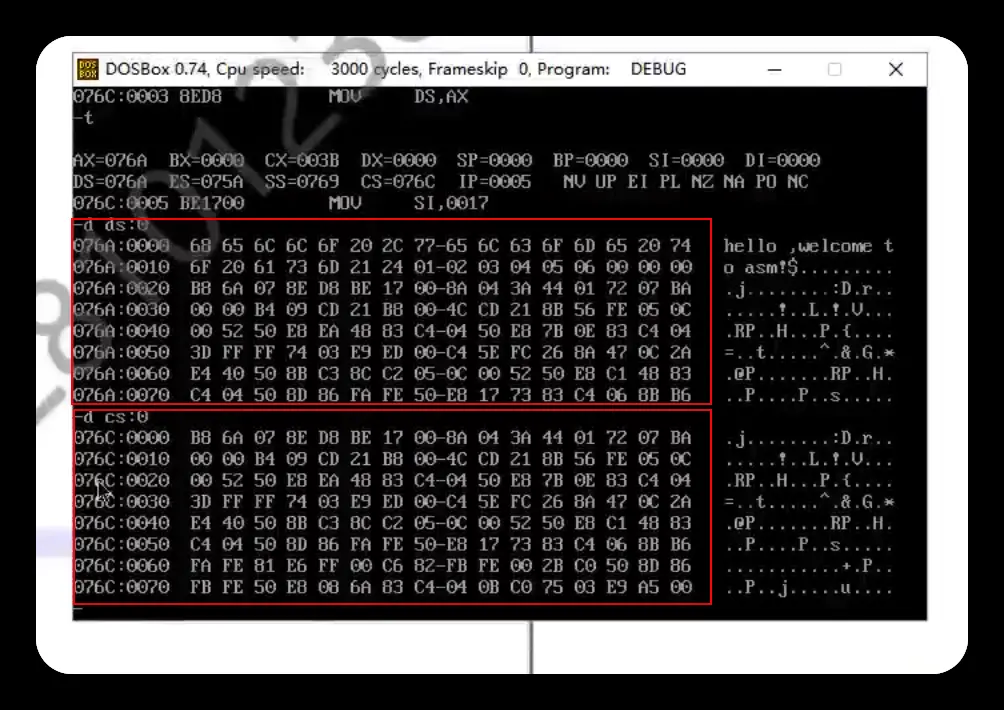 DOSBox 0.74, Cpu speed: 3000 cycles, Frameskip 0, Program: DEBUG
076C:0003 8ED8 MOV DS,AX
-t
AX=076A BX=0000 CX=003B DX=0000 SP=0000 BP=0000 SI=0000 DI=0000
DS=076A ES=075A SS=0769 CS=076C IP=0005 NV UP EI PL NZ NA PO NC
076C:0005 BE1700 MOV SI,0017
-d ds:0
076A:0000 68 65 6C 6C 6F 20 2C 77-65 6C 63 6F 6D 65 20 74 hello ,welcome t
076A:0010 6F 20 61 73 6D 21 24 01-02 03 04 05 06 00 00 00 o asm!$.........
076A:0020 B8 6A 07 8E D8 BE 17 00-8A 04 3A 44 01 72 07 BA .j........:D.r..
076A:0030 00 00 B4 09 CD 21 B8 00-4C CD 21 8B 56 FE 05 0C .....!..L.!.V...
076A:0040 00 52 50 E8 EA 48 83 C4-04 50 E8 7B 0E 83 C4 04 .RP..H...P.{....
076A:0050 3D FF FF 74 03 E9 ED 00-C4 5E FC 26 8A 47 0C 2A =..t.....^.&.G.*
076A:0060 E4 40 50 8B C3 8C C2 05-0C 00 52 50 E8 C1 48 83 .@P.......RP..H.
076A:0070 C4 04 50 8D 86 FA FE 50-E8 17 73 83 C4 06 8B B6 ..P....P..s.....
-d cs:0
076C:0000 B8 6A 07 8E D8 BE 17 00-8A 04 3A 44 01 72 07 BA .j........:D.r..
076C:0010 00 00 B4 09 CD 21 B8 00-4C CD 21 8B 56 FE 05 0C .....!..L.!.V...
076C:0020 00 52 50 E8 EA 48 83 C4-04 50 E8 7B 0E 83 C4 04 .RP..H...P.{....
076C:0030 3D FF FF 74 03 E9 ED 00-C4 5E FC 26 8A 47 0C 2A =..t.....^.&.G.*
076C:0040 E4 40 50 8B C3 8C C2 05-0C 00 52 50 E8 C1 48 83 .@P.......RP..H.
076C:0050 C4 04 50 8D 86 FA FE 50-E8 17 73 83 C4 06 8B B6 ..P....P..s.....
076C:0060 FA FE 81 E6 FF 00 C6 82-FB FE 00 2B C0 50 8D 86 ...........+.P..
076C:0070 FB FE 50 E8 08 6A 83 C4-04 0B C0 75 03 E9 A5 00 ..P..j.....u....
-